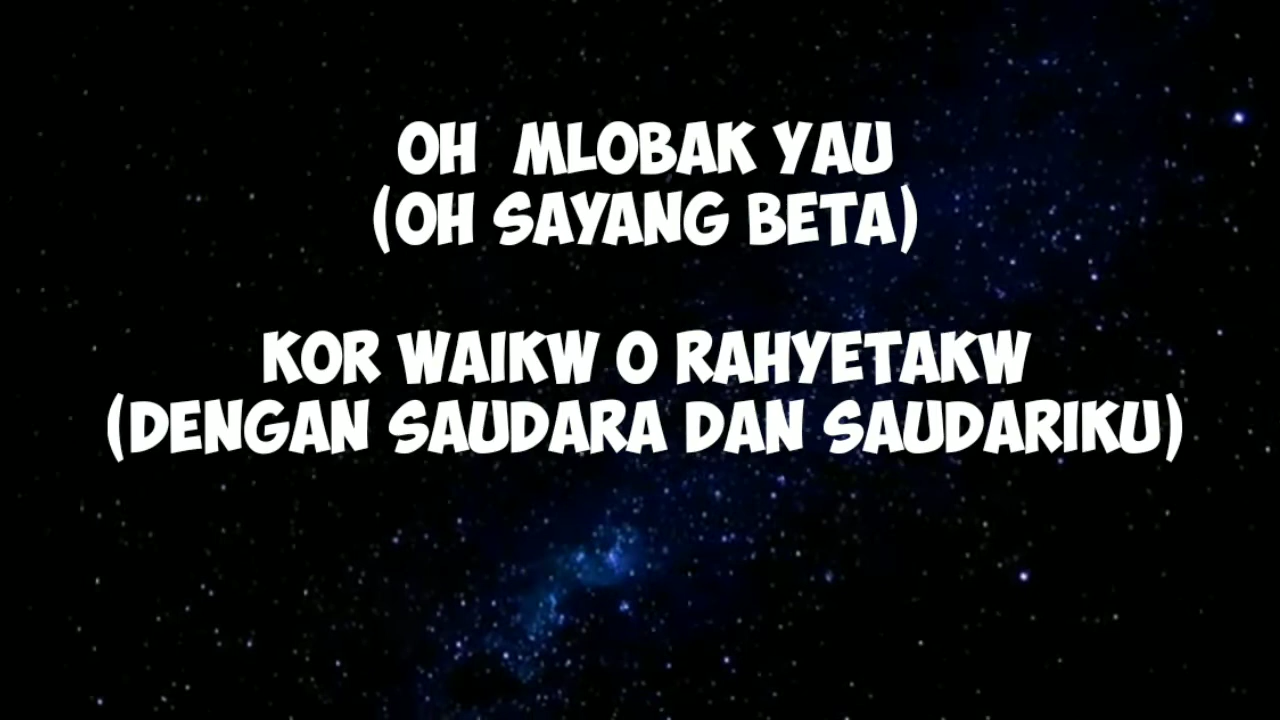 OH MLOBAK YAU
(OH SAYANG BETA)
KOR WAIKW O RAHYETAKW
(DENGAN SAUDARA DAN SAUDARIKU)